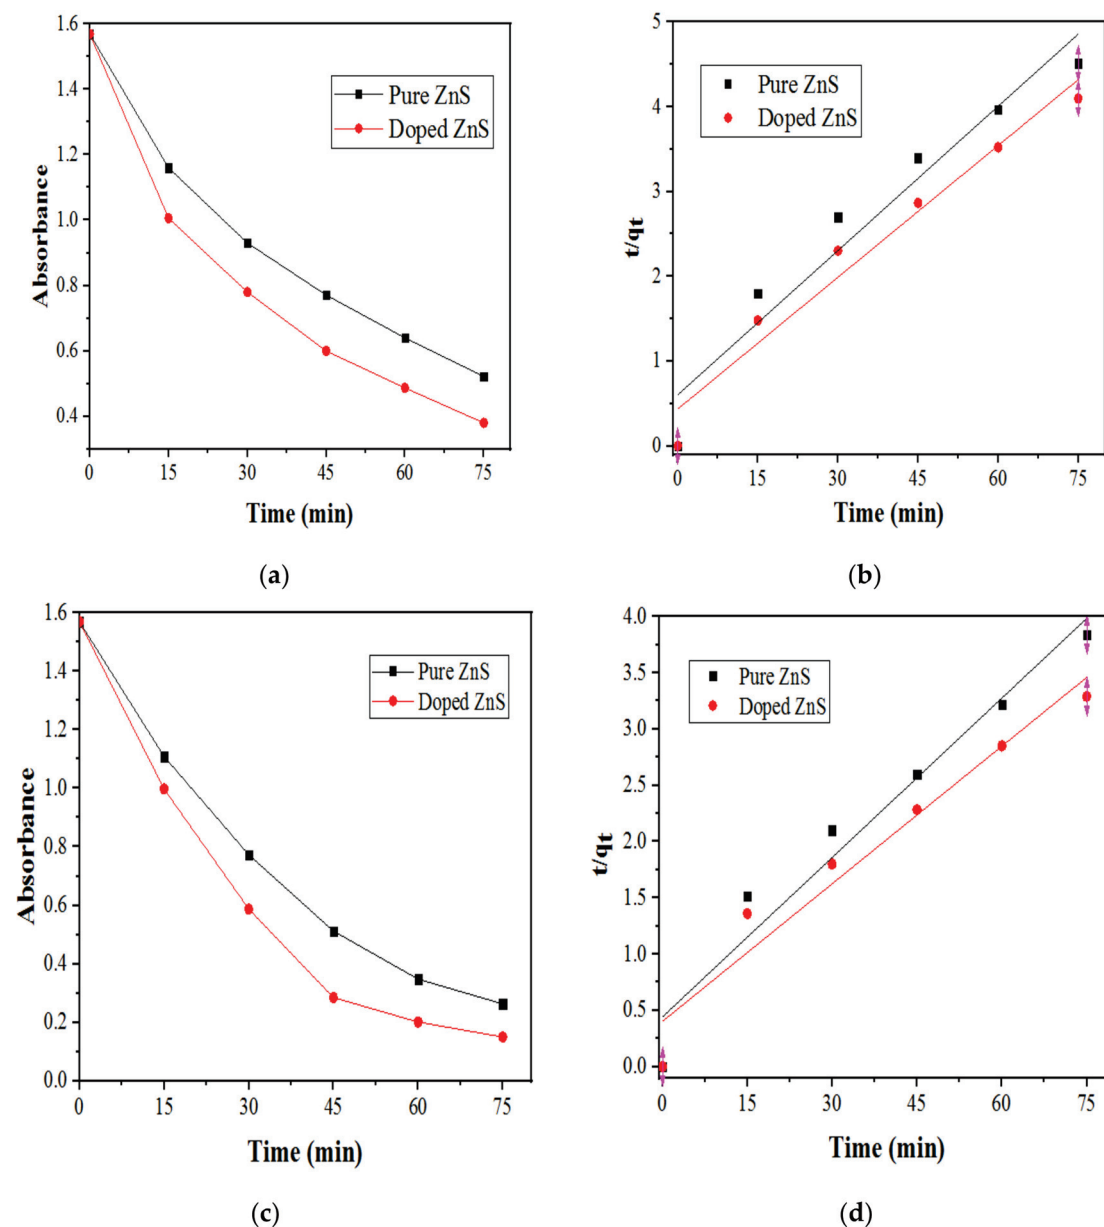 1.6
1.4
1.2
1.0
0.8
0.6
0.4
Absorbance
Pure ZnS
Doped ZnS
0 15 30 45 60 75
Time (min)
(a)
5
4
3
2
1
0
t/qt
Pure ZnS
Doped ZnS
0 15 30 45 60 75
Time (min)
(b)
1.6
1.4
1.2
1.0
0.8
0.6
0.4
0.2
0.0
Absorbance
Pure ZnS
Doped ZnS
0 15 30 45 60 75
Time (min)
(c)
4.0
3.5
3.0
2.5
2.0
1.5
1.0
0.5
0.0
t/qt
Pure ZnS
Doped ZnS
0 15 30 45 60 75
Time (min)
(d)